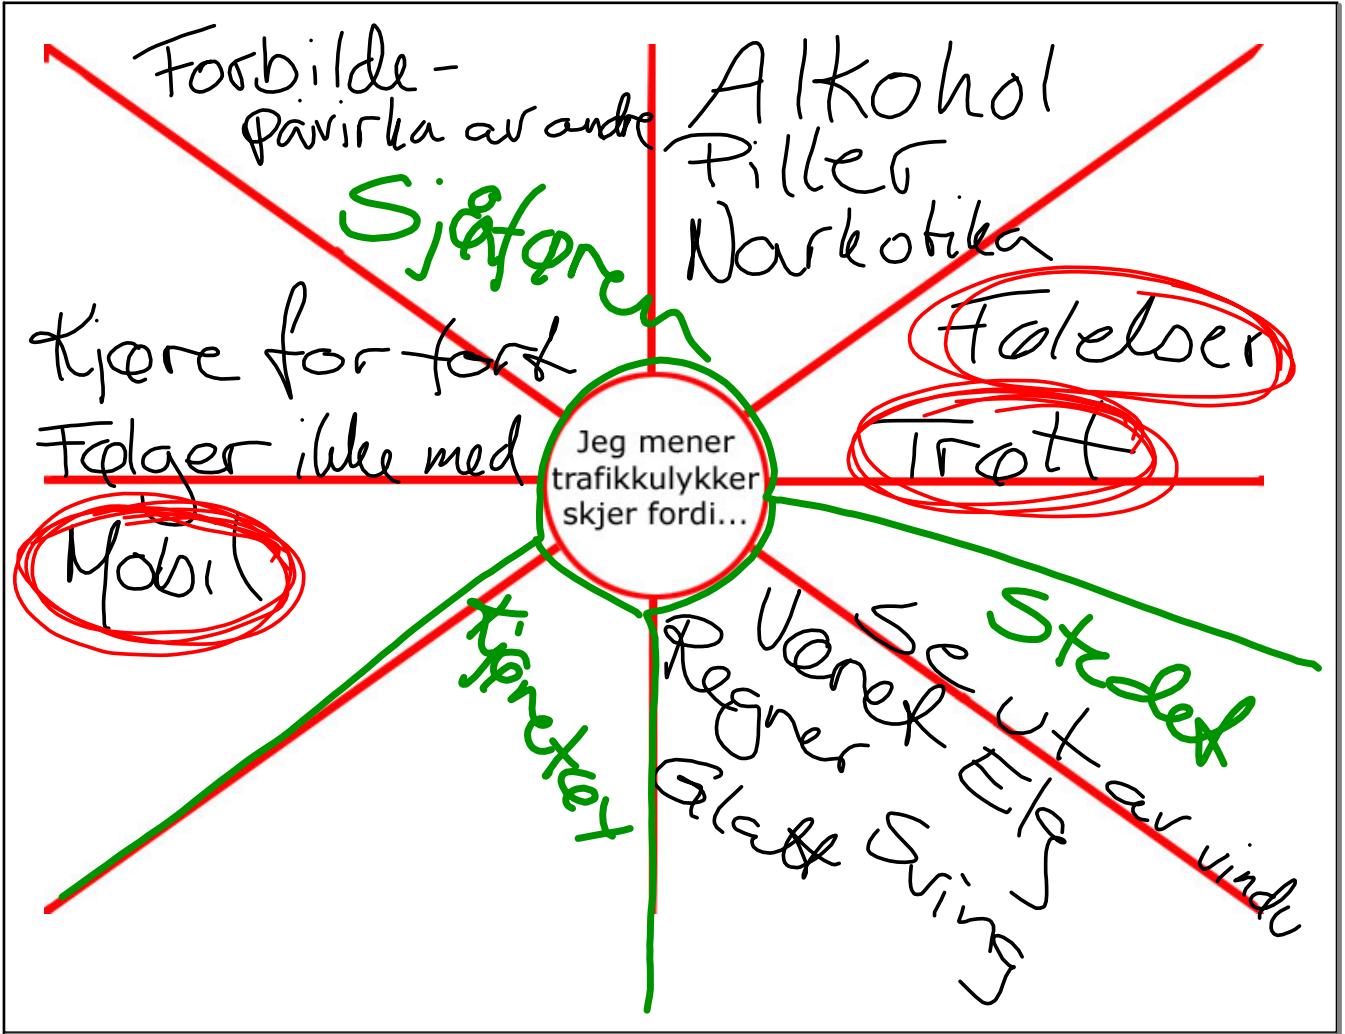 Forbilde-
påvirka av andre
Sjåføren
Alkohol
Piller
Narkotika
Følelser
Trøtt
Kjøre for fort
Følger ikke med
Mobil
Jeg mener
trafikkulykker
skjer fordi...
Kjøretøy
Stedet
Været
Regner
Glatt
Se ut av vindu
Elg
Sving